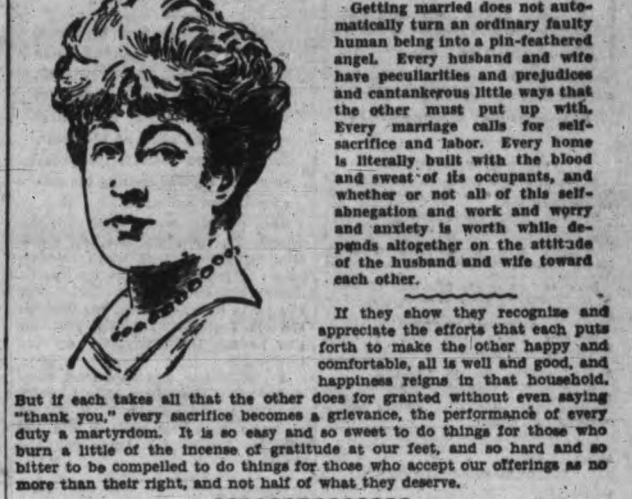 Getting married does not auto-
matically turn an ordinary faulty
human being into a pin-feathered
angel. Every husband and wife
have peculiarities and prejudices
and cantankerous little ways that
the other must put up with.
Every marriage calls for self-
sacrifice and labor. Every home
is literally built with the blood
and sweat of its occupants, and
whether or not all of this self-
abnegation and work and worry
and anxiety is worth while de-
pends altogether on the attitude
of the husband and wife toward
each other.
If they show they recognize and
appreciate the efforts that each puts
forth to make the other happy and
comfortable, all is well and good, and
happiness reigns in that household.
But if each takes all that the other does for granted without even saying
"thank you," every sacrifice becomes a grievance, the performance of every
duty a martyrdom. It is so easy and so sweet to do things for those who
burn a little of the incense of gratitude at our feet, and so hard and so
bitter to be compelled to do things for those who accept our offerings as no
more than their right, and not half of what they deserve.